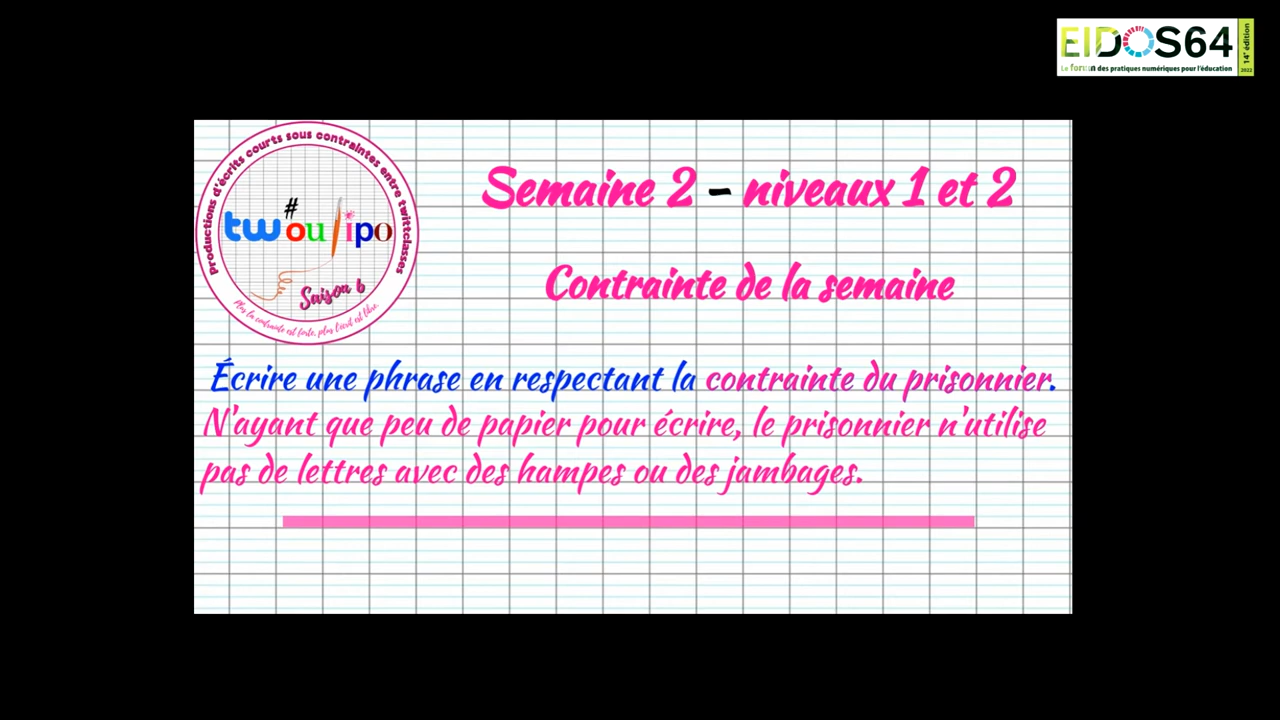 EIDOS64
Le forum des pratiques numériques pour l'éducation
14e édition
2022
productions d'écrits courts sous contraintes entre twittclasses
#
twoulipo
Saison 6
Plus la contrainte est forte, plus l'écrit est libre.
Semaine 2 - niveaux 1 et 2
Contrainte de la semaine
Écrire une phrase en respectant la contrainte du prisonnier.
N'ayant que peu de papier pour écrire, le prisonnier n'utilise
pas de lettres avec des hampes ou des jambages.